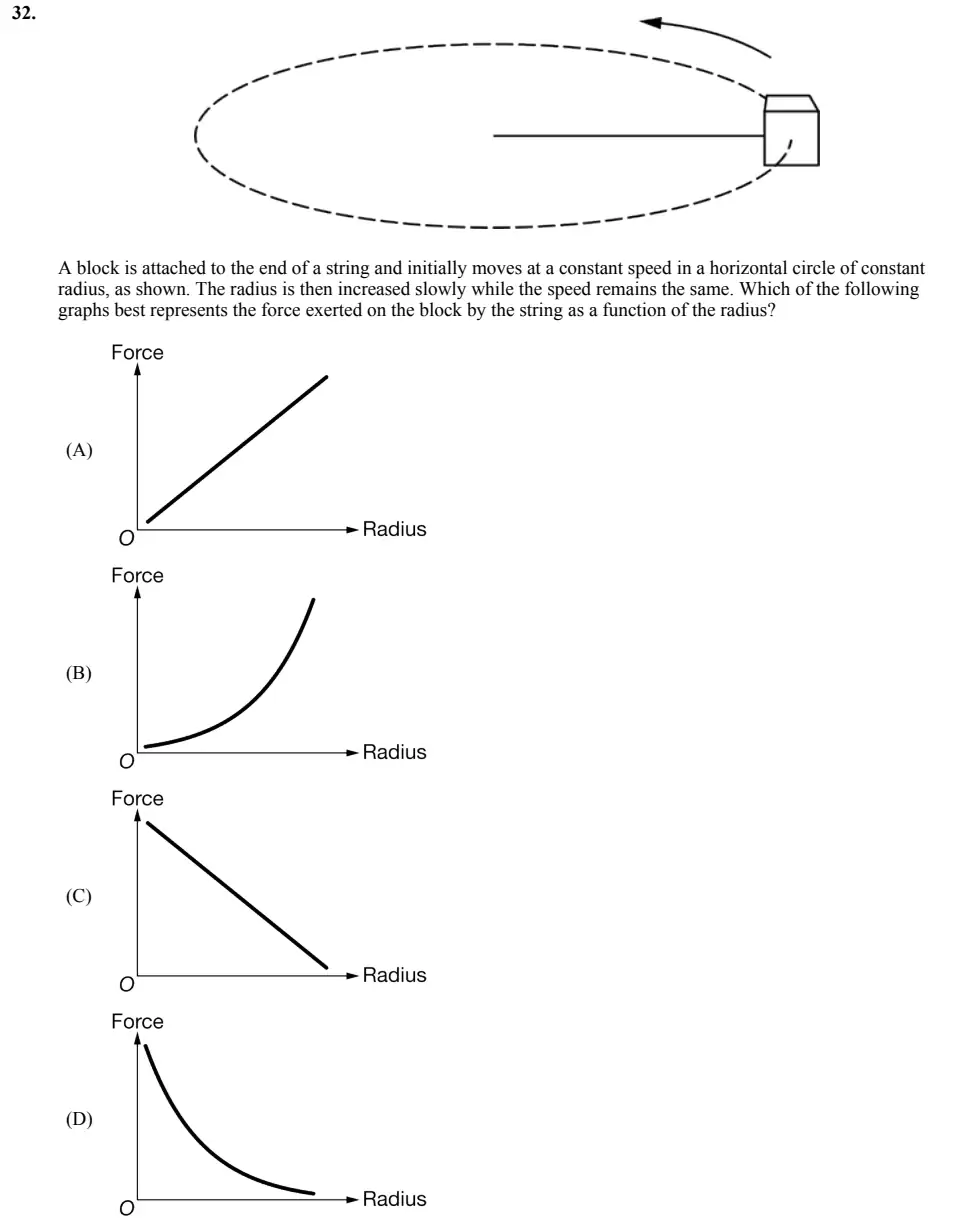 32.
A block is attached to the end of a string and initially moves at a constant speed in a horizontal circle of constant
radius, as shown. The radius is then increased slowly while the speed remains the same. Which of the following
graphs best represents the force exerted on the block by the string as a function of the radius?
Force
(A)
O
Radius
Force
(B)
O
Radius
Force
(C)
O
Radius
Force
(D)
O
Radius